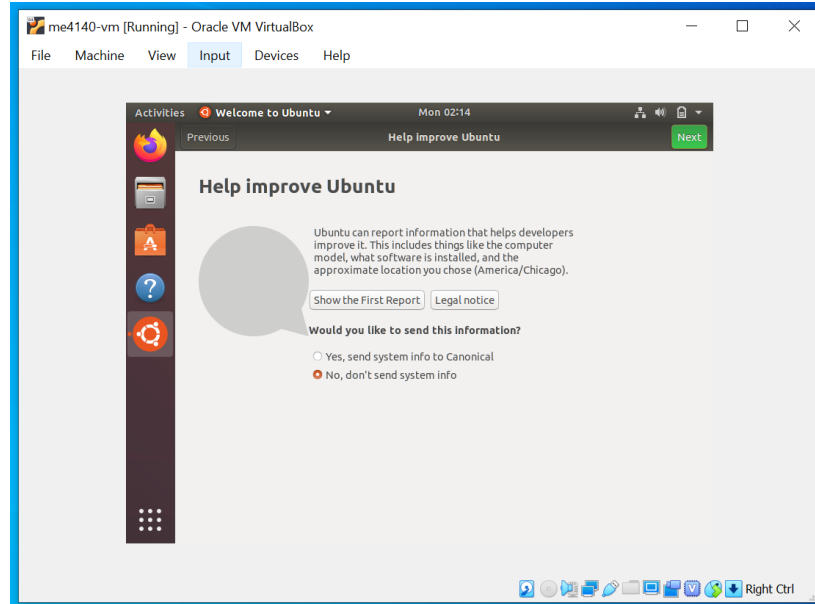 me4140-vm [Running] - Oracle VM VirtualBox
File Machine View Input Devices Help
Activities Welcome to Ubuntu Mon 02:14
Previous Help improve Ubuntu Next
Help improve Ubuntu
Ubuntu can report information that helps developers
improve it. This includes things like the computer
model, what software is installed, and the
approximate location you chose (America/Chicago).
Show the First Report Legal notice
Would you like to send this information?
Yes, send system info to Canonical
No, don't send system info
Right Ctrl